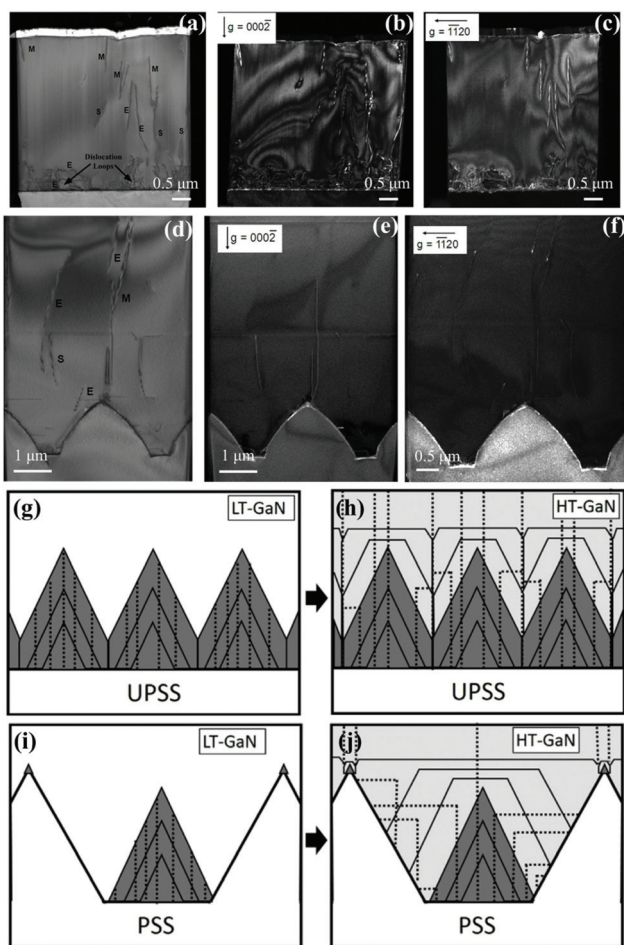 (a)
M
M
M
M
S
E
E
S
S
E
Dislocation
Loops
E
0.5 μm
(b)
g = 0002̅
0.5 μm
(c)
g = 1̅1̅20
0.5 μm
(d)
E
E
M
S
E
1 μm
(e)
g = 0002̅
1 μm
(f)
g = 1̅1̅20
0.5 μm
(g)
LT-GaN
UPSS
(h)
HT-GaN
UPSS
(i)
LT-GaN
PSS
(j)
HT-GaN
PSS